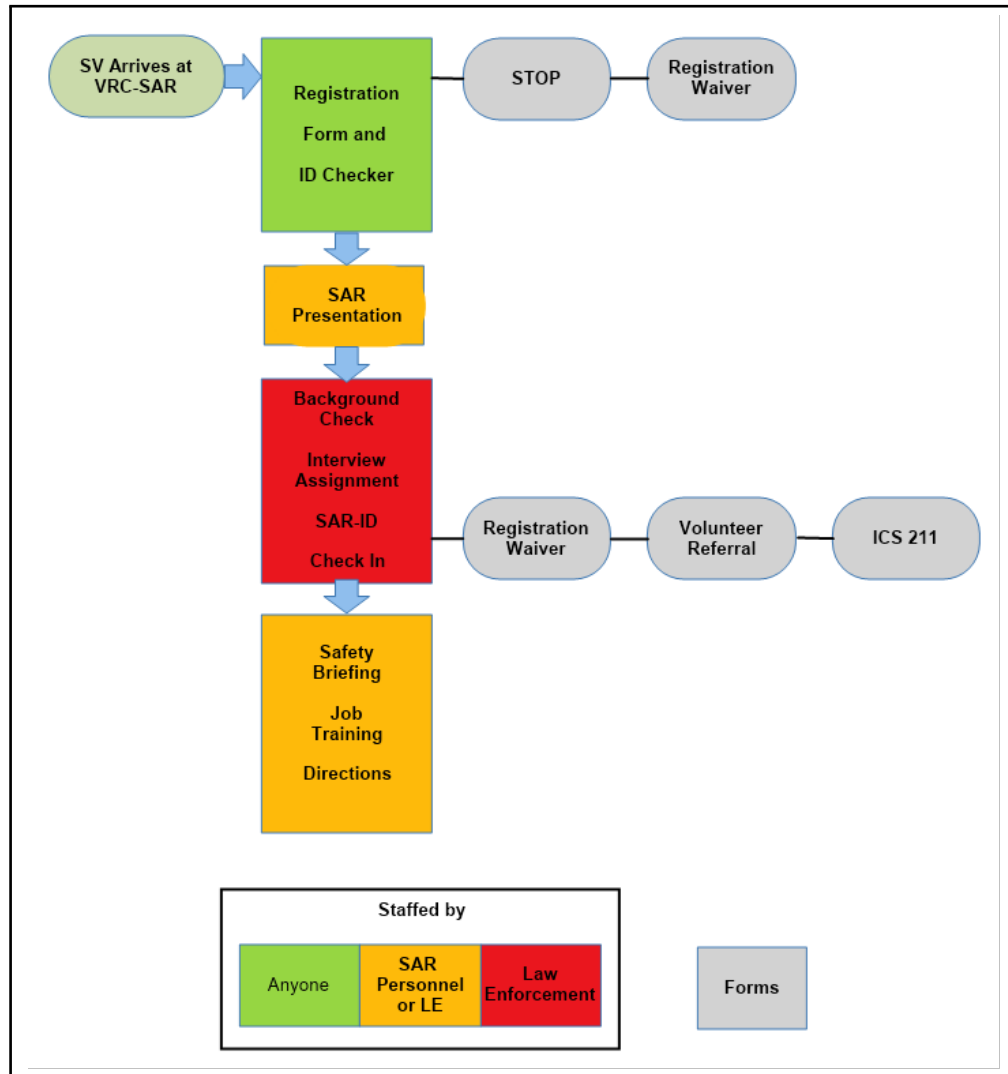 SV Arrives at
VRC-SAR
Registration
Form and
ID Checker
STOP
Registration
Waiver
SAR
Presentation
Background
Check
Interview
Assignment
SAR-ID
Check In
Registration
Waiver
Volunteer
Referral
ICS 211
Safety
Briefing
Job
Training
Directions
Staffed by
Anyone
SAR
Personnel
or LE
Law
Enforcement
Forms